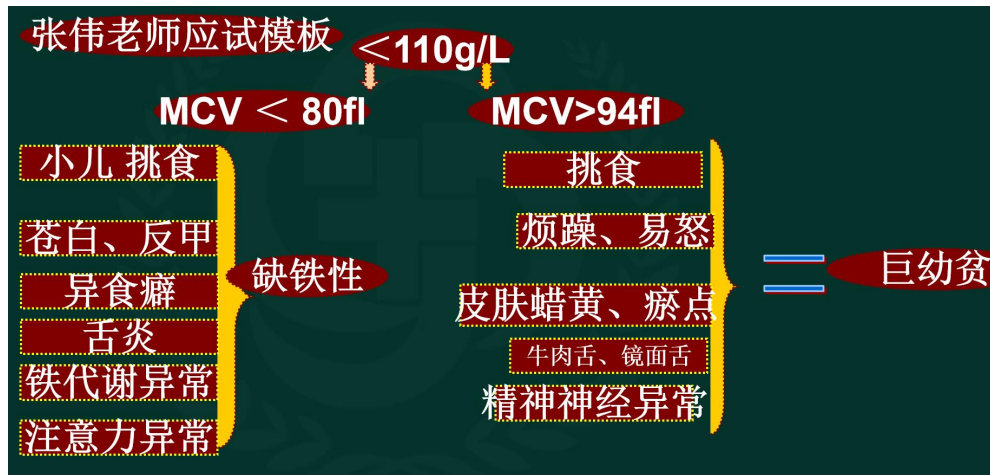 张伟老师应试模板
＜110g/L
MCV ＜ 80fl
MCV>94fl
小儿 挑食
苍白、反甲
异食癖
舌炎
铁代谢异常
注意力异常
缺铁性
挑食
烦躁、易怒
皮肤蜡黄、瘀点
牛肉舌、镜面舌
精神神经异常
巨幼贫